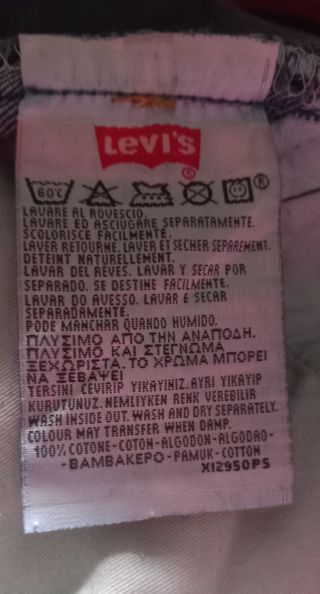 LEVI'S
®
60°C ®
LAVARE AL ROVESCIO.
LAVARE ED ASCIUGARE SEPARATAMENTE.
SCOLORISCE FACILMENTE.
LAVER RETOURNE. LAVER ET SECHER SEPAREMENT.
DETEINT NATURELLEMENT.
LAVAR DEL REVES. LAVAR Y SECAR POR
SEPARADO. SE DESTINE FACILMENTE.
LAVAR DO AVESSO. LAVAR E SECAR
SEPARADAMENTE.
PODE MANCHAR QUANDO HUMIDO.
ΠΛΥΣΙΜΟ ΑΠΟ ΤΗΝ ΑΝΑΠΟΔΗ.
ΠΛΥΣΙΜΟ ΚΑΙ ΣΤΕΓΝΩΜΑ
ΞΕΧΩΡΙΣΤΑ. ΤΟ ΧΡΩΜΑ ΜΠΟΡΕΙ
ΝΑ ΞΕΒΑΨΕΙ
TERSINI CEVIRIP YIKAYINIZ. AYRI YIKAYIP
KURUTUNUZ. NEMLIYKEN RENK VEREBILIR
WASH INSIDE OUT. WASH AND DRY SEPARATELY.
COLOUR MAY TRANSFER WHEN DAMP.
100% COTONE-COTON-ALGODON-ALGODAO-
-ΒΑΜΒΑΚΕΡΟ-PAMUK-COTTON
X12950PS